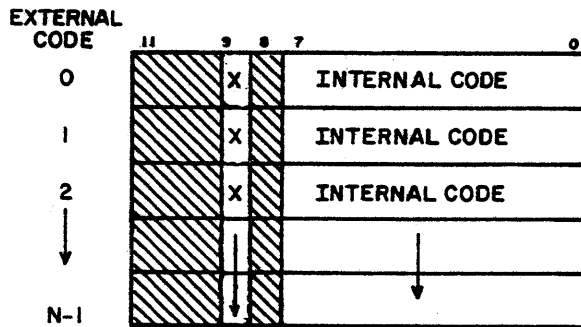 EXTERNAL
CODE
11 9 8 7 0
0 X INTERNAL CODE
1 X INTERNAL CODE
2 X INTERNAL CODE
N-1